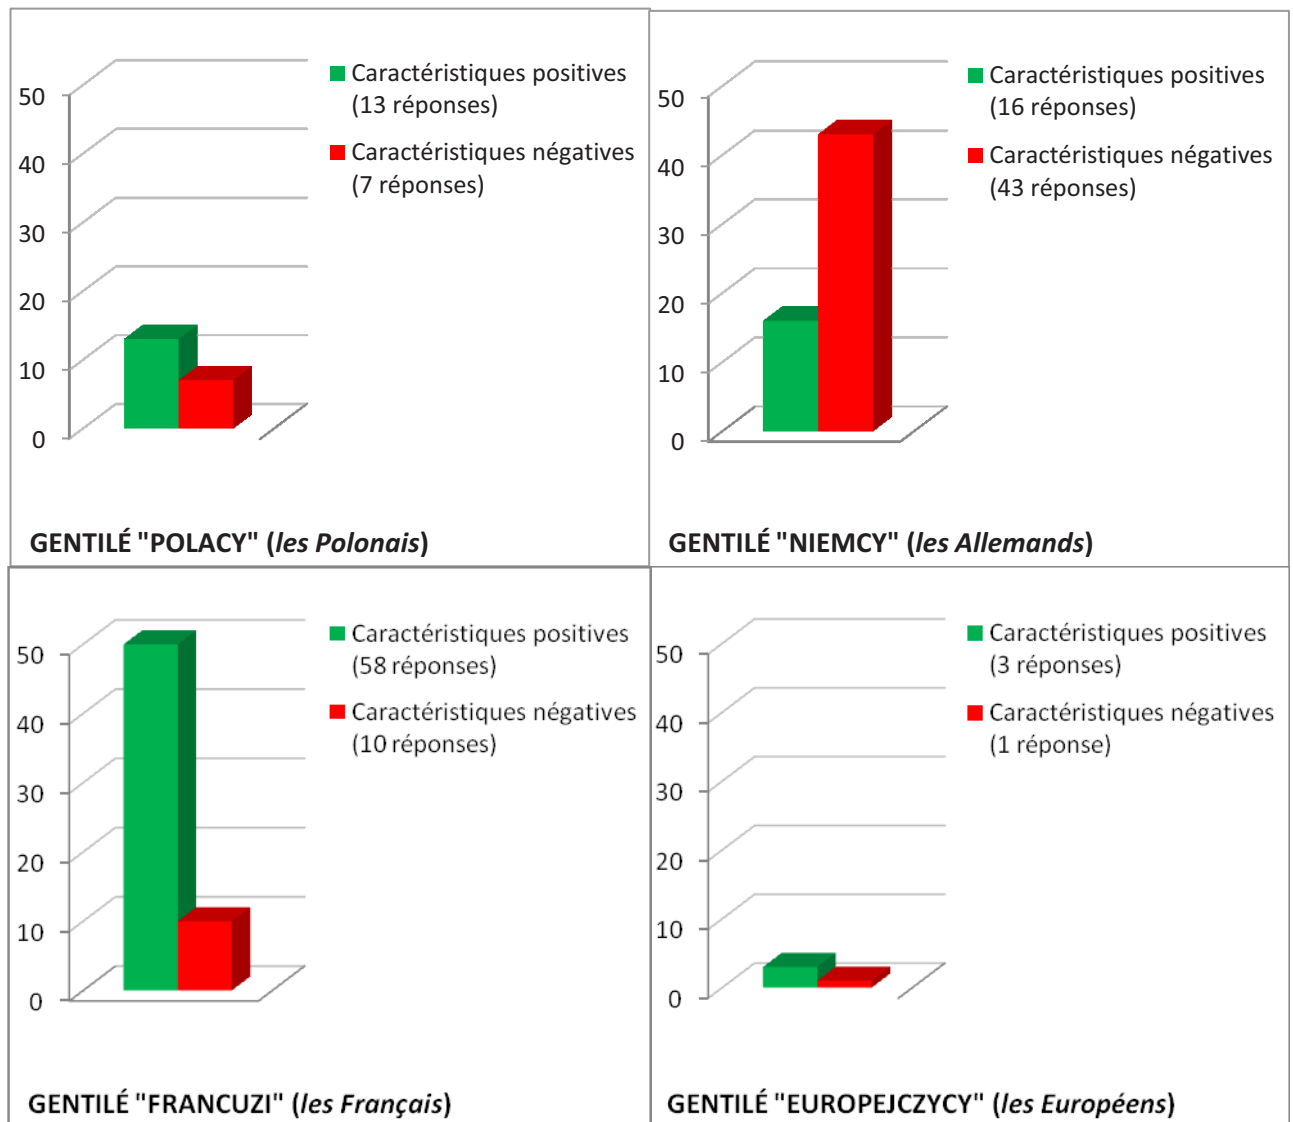 50
40
30
20
10
0
Caractéristiques positives
(13 réponses)
Caractéristiques négatives
(7 réponses)
GENTILÉ "POLACY" (les Polonais)
50
40
30
20
10
0
Caractéristiques positives
(16 réponses)
Caractéristiques négatives
(43 réponses)
GENTILÉ "NIEMCY" (les Allemands)
50
40
30
20
10
0
Caractéristiques positives
(58 réponses)
Caractéristiques négatives
(10 réponses)
GENTILÉ "FRANCUZI" (les Français)
50
40
30
20
10
0
Caractéristiques positives
(3 réponses)
Caractéristiques négatives
(1 réponse)
GENTILÉ "EUROPEJCZYCY" (les Européens)